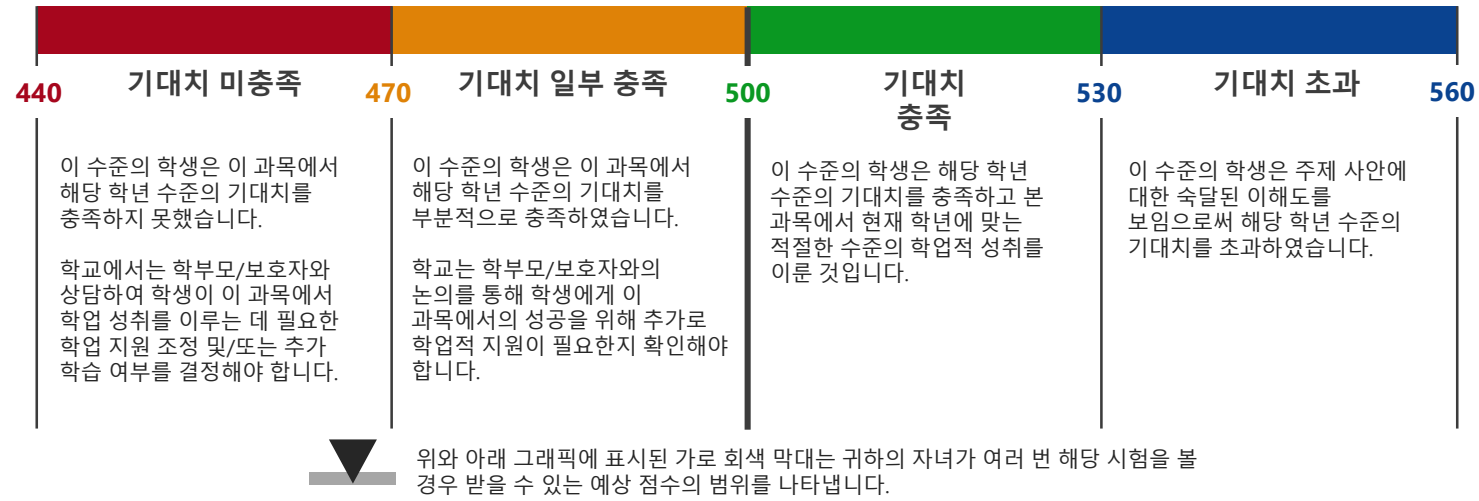 440
기대치 미충족
470
기대치 일부 충족
500
기대치
충족
530
기대치 초과
560
이 수준의 학생은 이 과목에서
해당 학년 수준의 기대치를
충족하지 못했습니다.
학교에서는 학부모/보호자와
상담하여 학생이 이 과목에서
학업 성취를 이루는 데 필요한
학업 지원 조정 및/또는 추가
학습 여부를 결정해야 합니다.
이 수준의 학생은 이 과목에서
해당 학년 수준의 기대치를
부분적으로 충족하였습니다.
학교는 학부모/보호자와의
논의를 통해 학생에게 이
과목에서의 성공을 위해 추가로
학업적 지원이 필요한지 확인해야
합니다.
이 수준의 학생은 해당 학년
수준의 기대치를 충족하고 본
과목에서 현재 학년에 맞는
적절한 수준의 학업적 성취를
이룬 것입니다.
이 수준의 학생은 주제 사안에
대한 숙달된 이해도를
보임으로써 해당 학년 수준의
기대치를 초과하였습니다.
위와 아래 그래픽에 표시된 가로 회색 막대는 귀하의 자녀가 여러 번 해당 시험을 볼
경우 받을 수 있는 예상 점수의 범위를 나타냅니다.